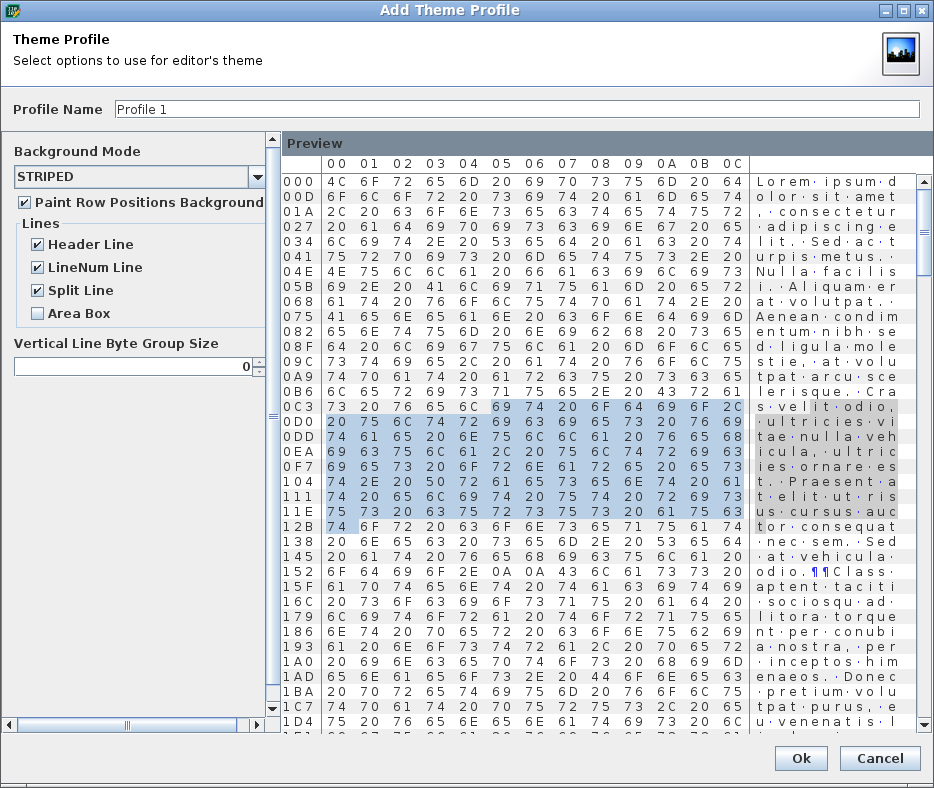 Add Theme Profile
Theme Profile
Select options to use for editor's theme
Profile Name Profile 1
Background Mode
STRIPED
Paint Row Positions Background
Lines
Header Line
LineNum Line
Split Line
Area Box
Vertical Line Byte Group Size
0
Preview
00 01 02 03 04 05 06 07 08 09 0A 0B 0C
000 4C 6F 72 65 6D 20 69 70 73 75 6D 20 64 Lorem·ipsum·d
00D 6F 6C 6F 72 20 73 69 74 20 61 6D 65 74 olor·sit·amet
01A 2C 20 63 6F 6E 73 65 63 74 65 74 75 72 ,·consectetur
027 20 61 64 69 70 69 73 63 69 6E 67 20 65 ·adipiscing·e
034 6C 69 74 2E 20 53 65 64 20 61 63 20 74 lit.·Sed·ac·t
041 75 72 70 69 73 20 6D 65 74 75 73 2E 20 urpis·metus.·
04E 4E 75 6C 6C 61 20 66 61 63 69 6C 69 73 Nulla·facilis
05B 69 2E 20 41 6C 69 71 75 61 6D 20 65 72 i.·Aliquam·er
068 61 74 20 76 6F 6C 75 74 70 61 74 2E 20 at·volutpat.·
075 41 65 6E 65 61 6E 20 63 6F 6E 64 69 6D Aenean·condim
082 65 6E 74 75 6D 20 6E 69 62 68 20 73 65 entum·nibh·se
08F 64 20 6C 69 67 75 6C 61 20 6D 6F 6C 65 d·ligula·mole
09C 73 74 69 65 2C 20 61 74 20 76 6F 6C 75 stie,·at·volu
0A9 74 70 61 74 20 61 72 63 75 20 73 63 65 tpat·arcu·sce
0B6 6C 65 72 69 73 71 75 65 2E 20 43 72 61 lerisque.·Cra
0C3 73 20 76 65 6C 69 74 20 6F 64 69 6F 2C s·velit·odio,
0D0 20 75 6C 74 72 69 63 69 65 73 20 76 69 ·ultricies·vi
0DD 74 61 65 20 6E 75 6C 6C 61 20 76 65 68 tae·nulla·veh
0EA 69 63 75 6C 61 2C 20 75 6C 74 72 69 63 icula,·ultric
0F7 69 65 73 20 6F 72 6E 61 72 65 20 65 73 ies·ornare·es
104 74 2E 20 50 72 61 65 73 65 6E 74 20 61 t.·Praesent·a
111 74 20 65 6C 69 74 20 75 74 20 72 69 73 t·elit·ut·ris
11E 75 73 20 63 75 72 73 75 73 20 61 75 63 us·cursus·auc
12B 74 6F 72 20 63 6F 6E 73 65 71 75 61 74 tor·consequat
138 20 6E 65 63 20 73 65 6D 2E 20 53 65 64 ·nec·sem.·Sed
145 20 61 74 20 76 65 68 69 63 75 6C 61 20 ·at·vehicula·
152 6F 64 69 6F 2E 0A 0A 43 6C 61 73 73 20 odio.¶¶Class·
15F 61 70 74 65 6E 74 20 74 61 63 69 74 69 aptent·taciti
16C 20 73 6F 63 69 6F 73 71 75 20 61 64 20 ·sociosqu·ad·
179 6C 69 74 6F 72 61 20 74 6F 72 71 75 65 litora·torque
186 6E 74 20 70 65 72 20 63 6F 6E 75 62 69 nt·per·conubi
193 61 20 6E 6F 73 74 72 61 2C 20 70 65 72 a·nostra,·per
1A0 20 69 6E 63 65 70 74 6F 73 20 68 69 6D ·inceptos·him
1AD 65 6E 61 65 6F 73 2E 20 44 6F 6E 65 63 enaeos.·Donec
1BA 20 70 72 65 74 69 75 6D 20 76 6F 6C 75 ·pretium·volu
1C7 74 70 61 74 20 70 75 72 75 73 2C 20 65 tpat·purus,·e
1D4 75 20 76 65 6E 65 6E 61 74 69 73 20 6C u·venenatis·l
Ok Cancel